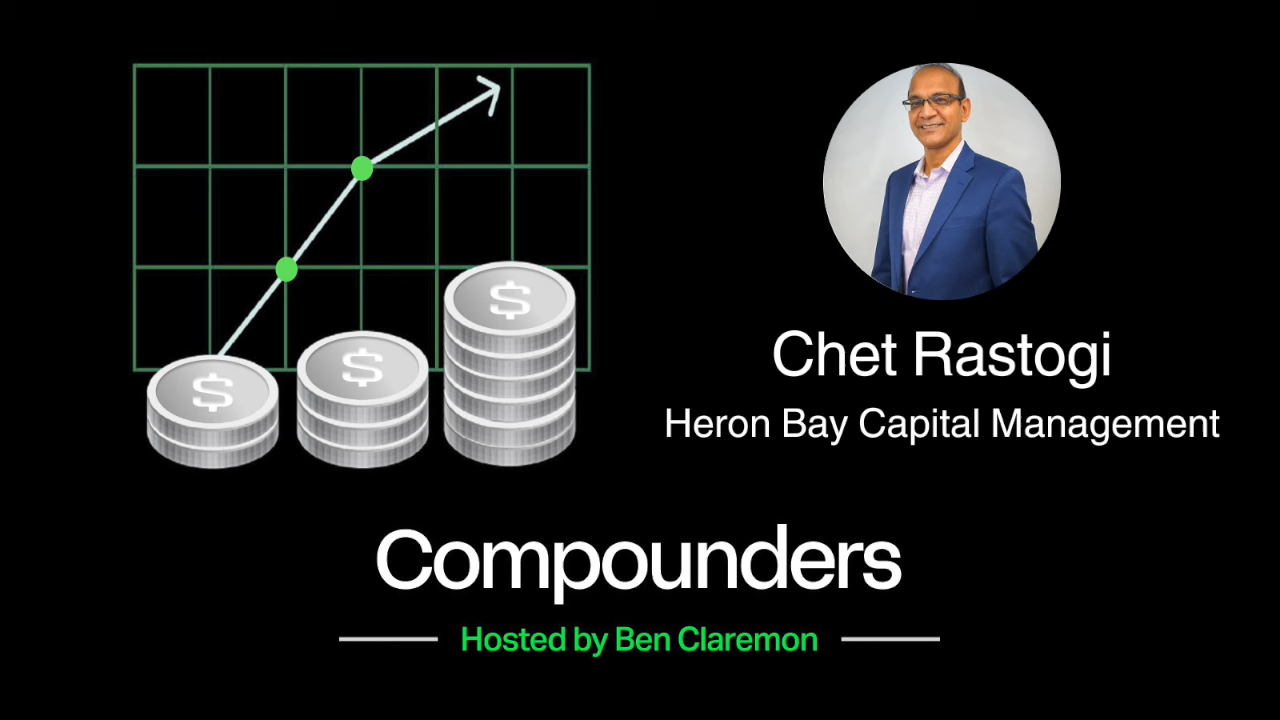 $
$
$
Chet Rastogi
Heron Bay Capital Management
Compounders
Hosted by Ben Claremon